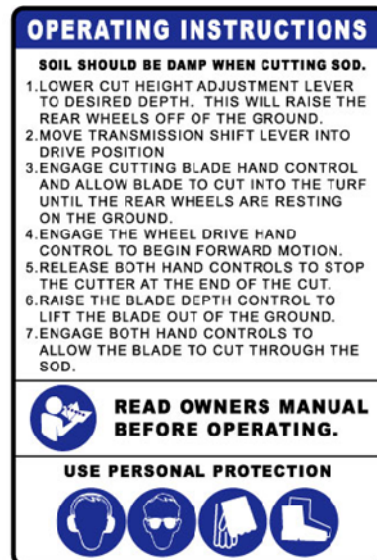 OPERATING INSTRUCTIONS
SOIL SHOULD BE DAMP WHEN CUTTING SOD.
1.LOWER CUT HEIGHT ADJUSTMENT LEVER
TO DESIRED DEPTH. THIS WILL RAISE THE
REAR WHEELS OFF OF THE GROUND.
2.MOVE TRANSMISSION SHIFT LEVER INTO
DRIVE POSITION
3.ENGAGE CUTTING BLADE HAND CONTROL
AND ALLOW BLADE TO CUT INTO THE TURF
UNTIL THE REAR WHEELS ARE RESTING
ON THE GROUND.
4.ENGAGE THE WHEEL DRIVE HAND
CONTROL TO BEGIN FORWARD MOTION.
5.RELEASE BOTH HAND CONTROLS TO STOP
THE CUTTER AT THE END OF THE CUT.
6.RAISE THE BLADE DEPTH CONTROL TO
LIFT THE BLADE OUT OF THE GROUND.
7.ENGAGE BOTH HAND CONTROLS TO
ALLOW THE BLADE TO CUT THROUGH THE
SOD.
READ OWNERS MANUAL
BEFORE OPERATING.
USE PERSONAL PROTECTION